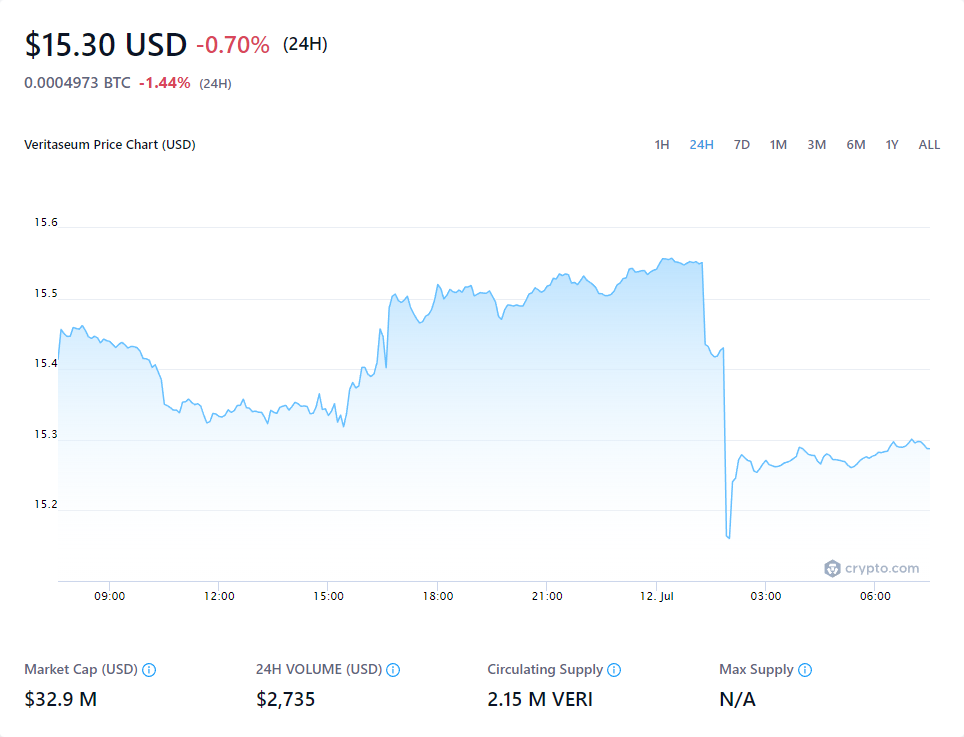 $15.30 USD -0.70% (24H)
0.0004973 BTC -1.44% (24H)
Veritaseum Price Chart (USD)
1H 24H 7D 1M 3M 6M 1Y ALL
15.6
15.5
15.4
15.3
15.2
crypto.com
09:00 12:00 15:00 18:00 21:00 12. Jul 03:00 06:00
Market Cap (USD) 24H VOLUME (USD) Circulating Supply Max Supply
$32.9 M $2,735 2.15 M VERI N/A